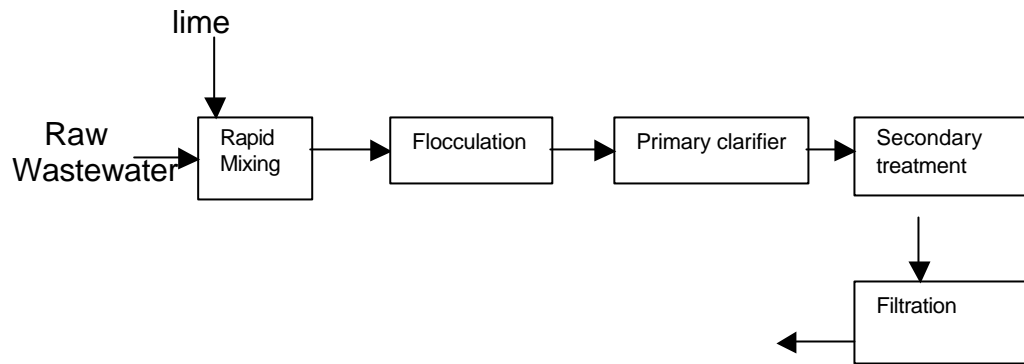 lime
Raw
Wastewater
Rapid
Mixing
Flocculation
Primary clarifier
Secondary
treatment
Filtration